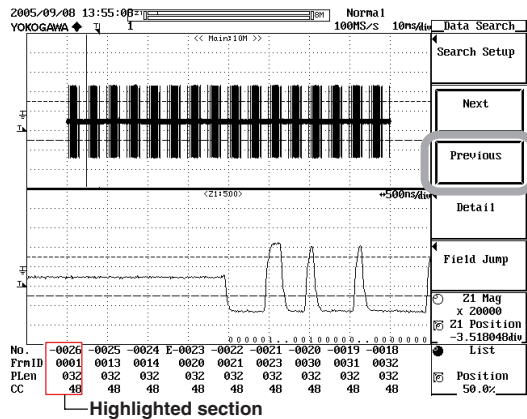 2005/09/08 13:55:08
Z1
8M
Normal
YOKOGAWA ◆
1
100MS/s 10ms/div
<< Main:10M >>
<Z1:500>
500ns/div
Data Search
Search Setup
Next
Previous
Detail
Field Jump
Z1 Mag
x 20000
Z1 Position
-3.518048div
List
Position
50.0%
No. -0026 -0025 -0024 E-0023 -0022 -0021 -0020 -0019 -0018
FrmID 0001 0013 0014 0020 0021 0023 0030 0031 0032
PLen 032 032 032 032 032 032 032 032 032
CC 48 48 48 48 48 48 48 48 48
Highlighted section